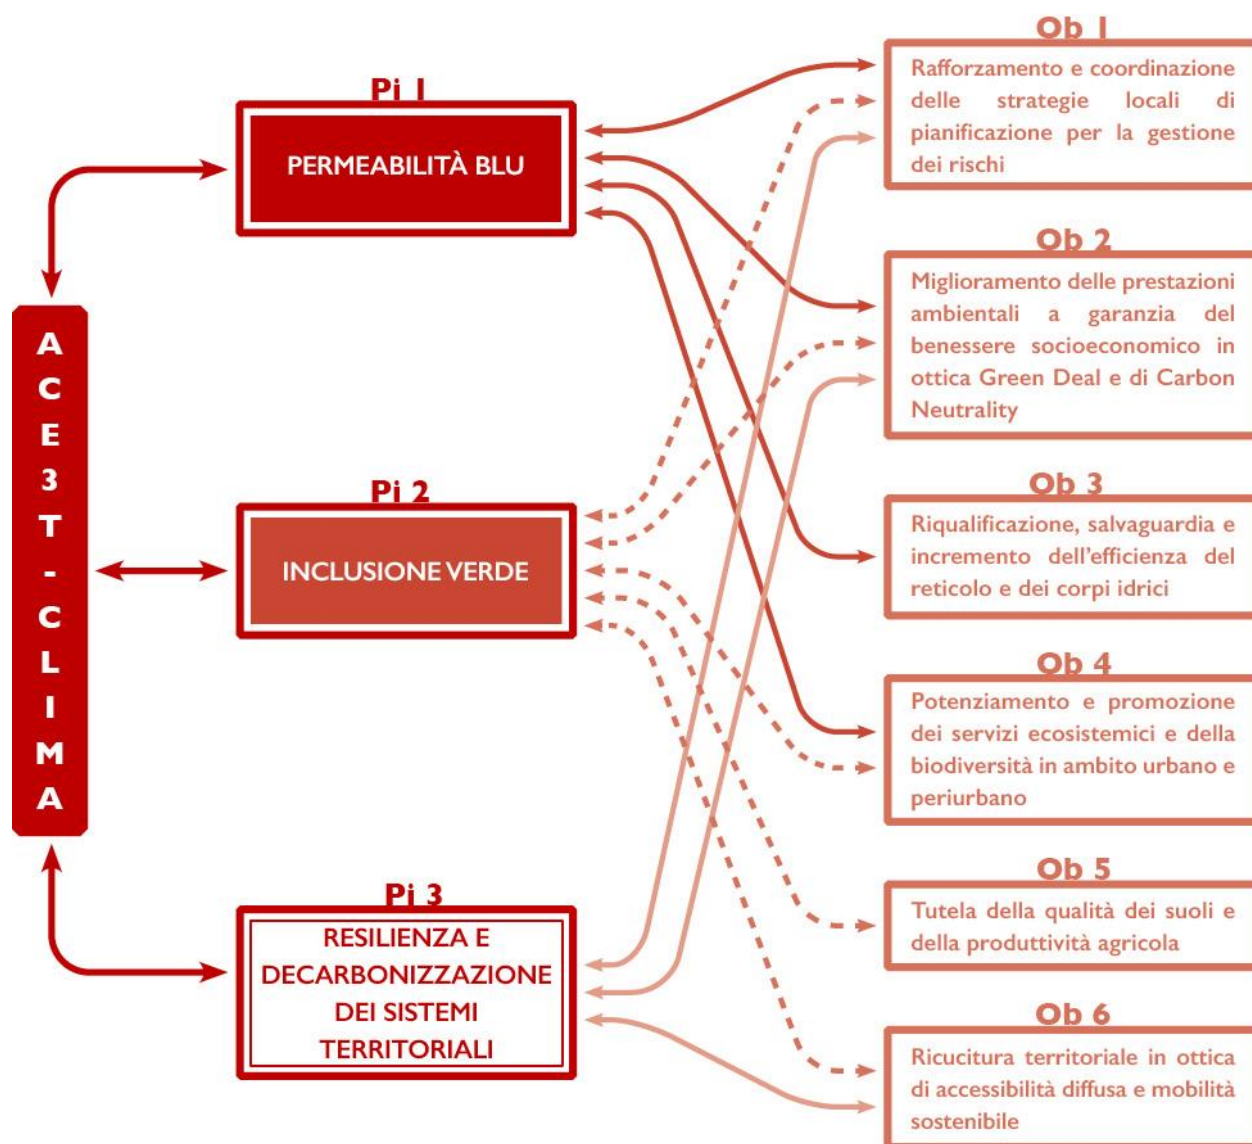 ACE3T-CLIMA
Pi 1
PERMEABILITÀ BLU
Pi 2
INCLUSIONE VERDE
Pi 3
RESILIENZA E
DECARBONIZZAZIONE
DEI SISTEMI
TERRITORIALI
Ob 1
Rafforzamento e coordinazione
delle strategie locali di
pianificazione per la gestione
dei rischi
Ob 2
Miglioramento delle prestazioni
ambientali a garanzia del
benessere socioeconomico in
ottica Green Deal e di Carbon
Neutrality
Ob 3
Riqualificazione, salvaguardia e
incremento dell'efficienza del
reticolo e dei corpi idrici
Ob 4
Potenziamento e promozione
dei servizi ecosistemici e della
biodiversità in ambito urbano e
periurbano
Ob 5
Tutela della qualità dei suoli e
della produttività agricola
Ob 6
Ricucitura territoriale in ottica
di accessibilità diffusa e mobilità
sostenibile